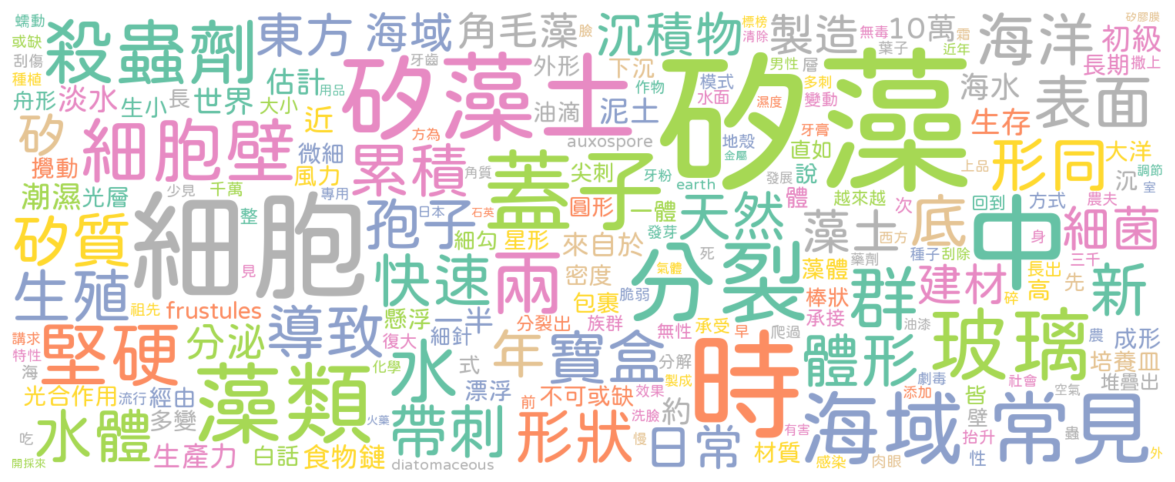 蠕動
或缺
刮傷
種植
殺蟲劑
東方
海域
角毛藻
臉
沉積物
標榜
清除
製造
無毒
葉子
10萬
霜
近年
海洋
矽膠膜
初級
長期
撒上
舟形
淡水
生小
長
估計
用品
世界
大小
近
牙齒
矽藻土
外形
油滴
下沉
泥土
作物
矽藻
模式
水面
男性
層
多刺
變動
濕度
海水
表面
矽
攪動
細胞壁
微細
風力
累積
方為
auxospore
角質
蓋子
尖刺
牙粉
earth
地殼
金屬
發展
牙膏
直如
說
體
生存
上品
形同
大洋
沉
調節
室
潮濕
光層
千萬
少見
專用
矽質
整
見
細胞
孢子
日本
石英
細勾
圓形
發芽
星形
一體
來自於
密度
天然
越來越
藻土
次
西方
藥劑
底
回到
方式
農夫
中
身
細菌
三千
生殖
祖先
frustules
快速
兩
氣體
包裹
脆弱
死
分裂
藻體
棒狀
承接
種子
刮除
群
建材
長出
高
碎
先
新
講求
特性
海
堅硬
分泌
導致
懸浮
復大
一半
細針
分裂出
族群
無性
承受
早
爬過
油漆
農
成形
培養皿
光合作用
流行
經由
多變
藻類
化學
火藥
水
式
漂浮
年
寶盒
分解
製成
時
體形
添加
劇毒
玻璃
社會
空氣
堆疊出
吃
開採來
水體
生產力
白話
食物鏈
帶刺
diatomaceous
前
不可或缺
形狀
洗臉
效果
約
慢
日常
材質
有害
感染
海域
肉眼
皆
壁
抬升
性
蟲
常見
外